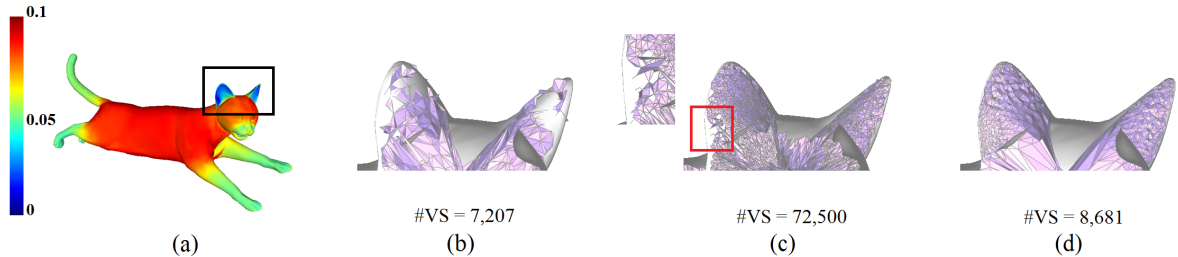 0.1
0.05
0
#VS = 7,207
#VS = 72,500
#VS = 8,681
(a)
(b)
(c)
(d)